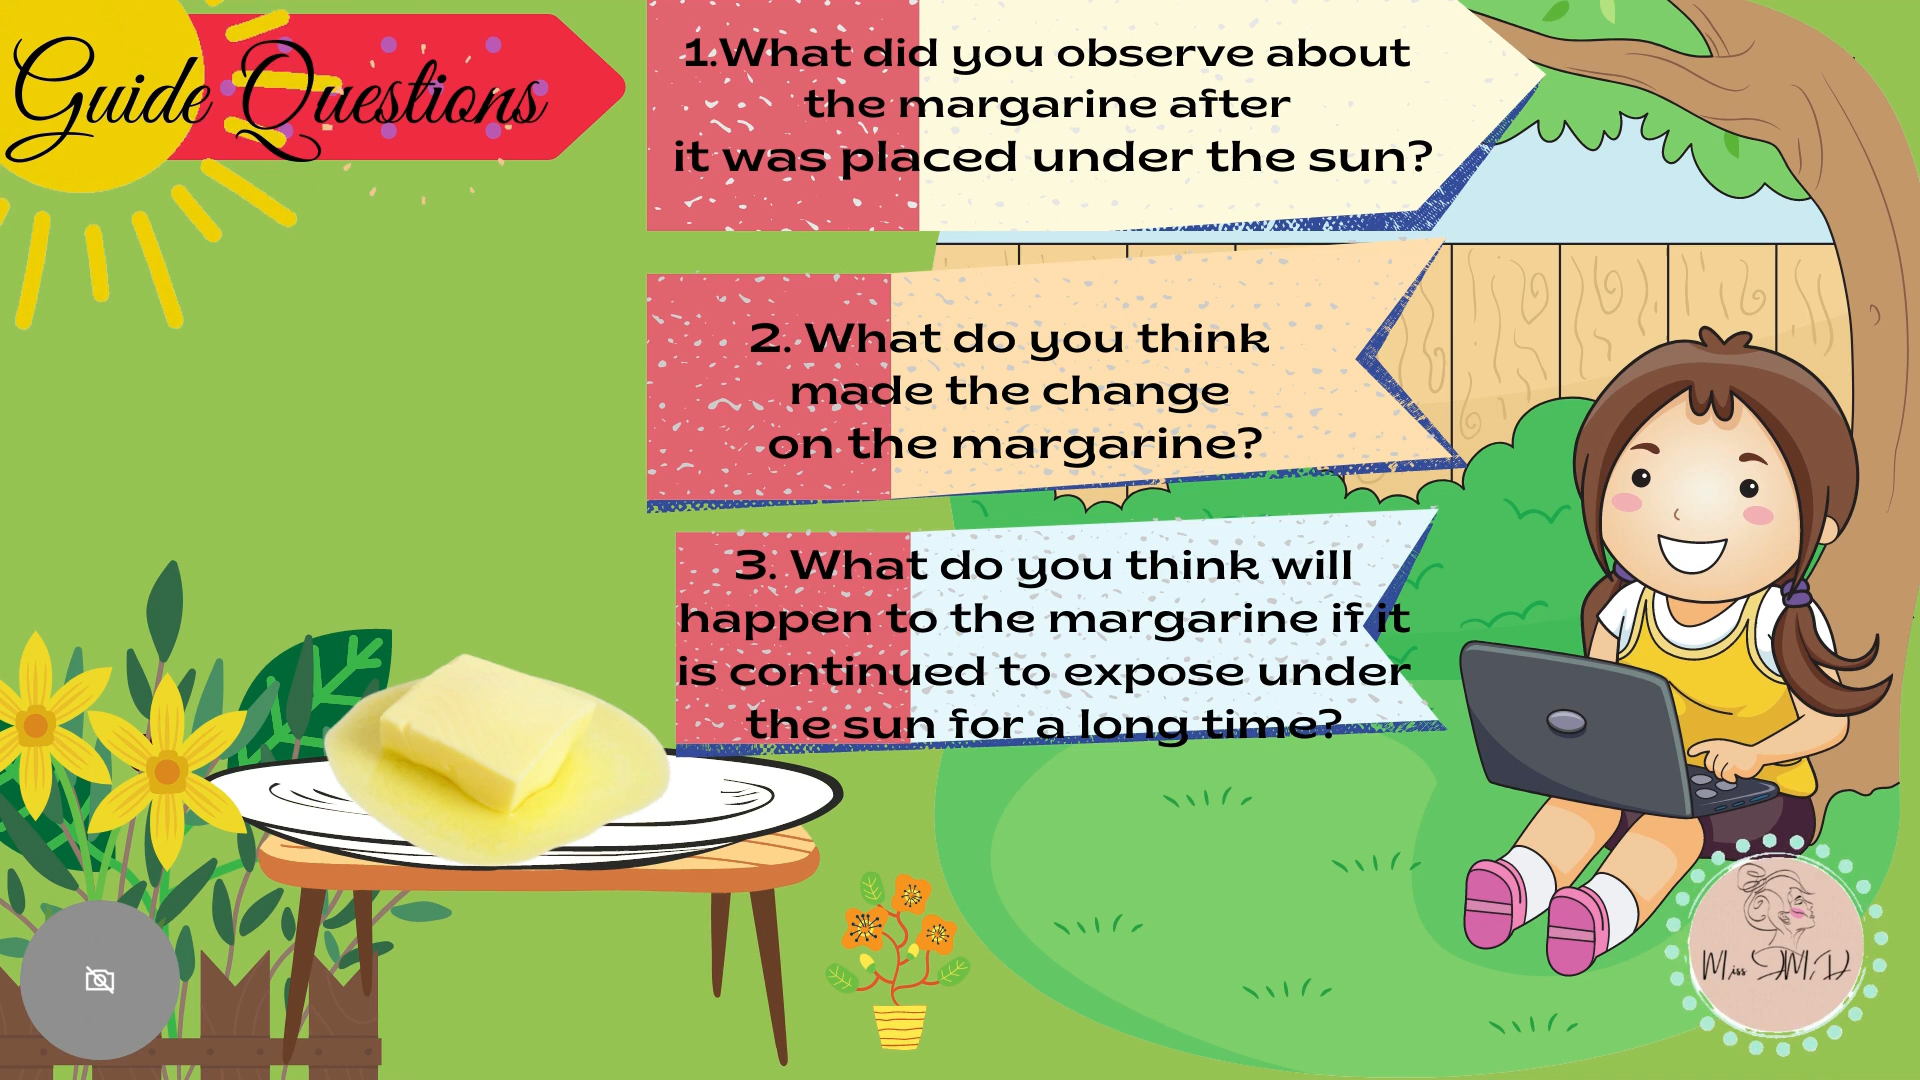 Guide Questions
1.What did you observe about
the margarine after
it was placed under the sun?
2. What do you think
made the change
on the margarine?
3. What do you think will
happen to the margarine if it
is continued to expose under
the sun for a long time?
Miss